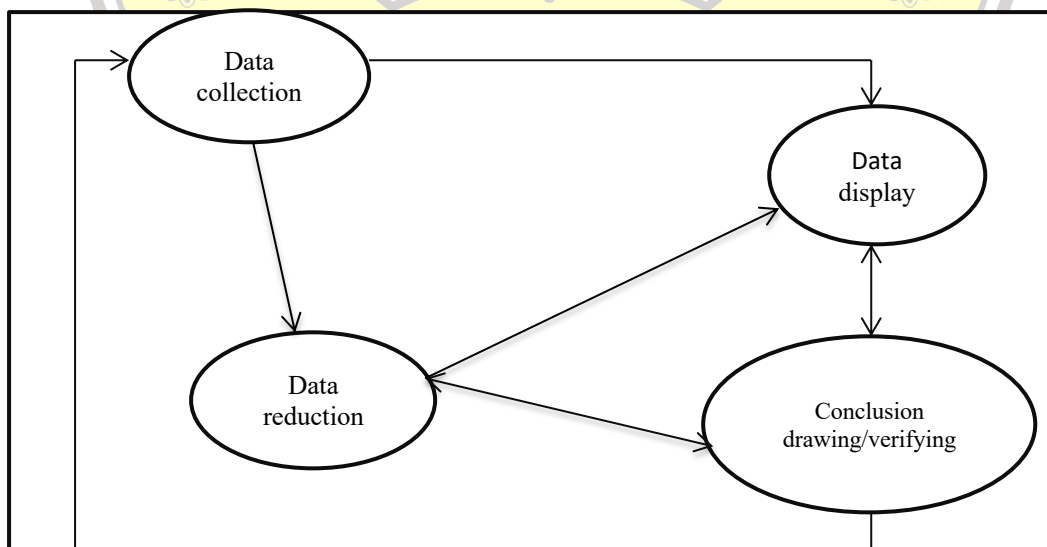 Data
collection
Data
display
Data
reduction
Conclusion
drawing/verifying